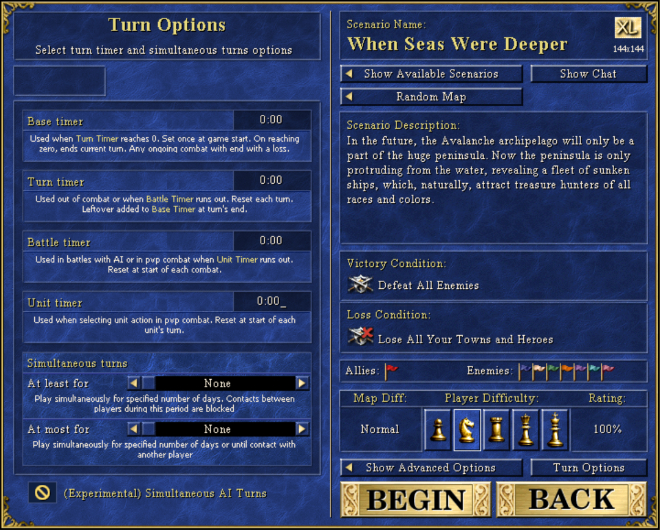 Turn Options
Select turn timer and simultaneous turns options
Base timer
0:00
Used when Turn Timer reaches 0. Set once at game start. On reaching
zero, ends current turn. Any ongoing combat with end with a loss.
Turn timer
0:00
Used out of combat or when Battle Timer runs out. Reset each turn.
Leftover added to Base Timer at turn's end.
Battle timer
0:00
Used in battles with AI or in pvp combat when Unit Timer runs out.
Reset at start of each combat.
Unit timer
0:00_
Used when selecting unit action in pvp combat. Reset at start of each
unit's turn.
Simultaneous turns
At least for
None
Play simultaneously for specified number of days. Contacts between
players during this period are blocked
At most for
None
Play simultaneously for specified number of days or until contact with
another player
(Experimental) Simultaneous AI Turns
Scenario Name:
When Seas Were Deeper
XL
144x144
Show Available Scenarios
Show Chat
Random Map
Scenario Description:
In the future, the Avalanche archipelago will only be a
part of the huge peninsula. Now the peninsula is only
protruding from the water, revealing a fleet of sunken
ships, which, naturally, attract treasure hunters of all
races and colors.
Victory Condition:
Defeat All Enemies
Loss Condition:
Lose All Your Towns and Heroes
Allies:
Enemies:
Map Diff:
Player Difficulty:
Rating:
Normal
100%
Show Advanced Options
Turn Options
BEGIN
BACK